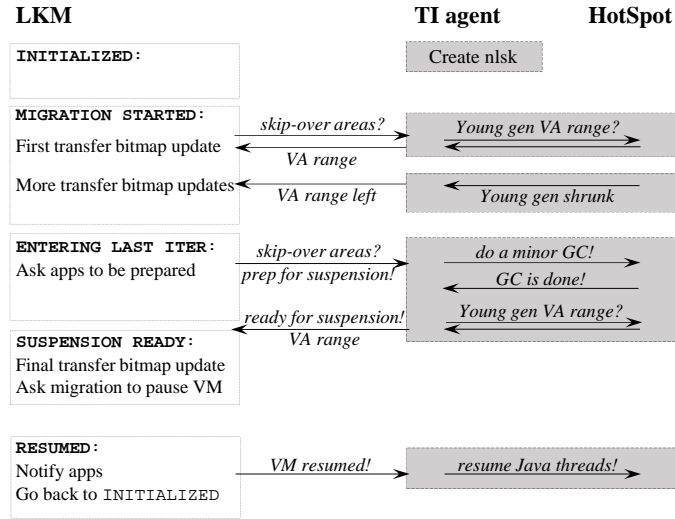 LKM TI agent HotSpot
INITIALIZED: Create nlsk
MIGRATION STARTED:
skip-over areas? Young gen VA range?
First transfer bitmap update
VA range
More transfer bitmap updates
VA range left Young gen shrunk
ENTERING LAST ITER: skip-over areas? do a minor GC!
Ask apps to be prepared prep for suspension! GC is done!
ready for suspension! Young gen VA range?
VA range
SUSPENSION READY:
Final transfer bitmap update
Ask migration to pause VM
RESUMED:
Notify apps VM resumed! resume Java threads!
Go back to INITIALIZED